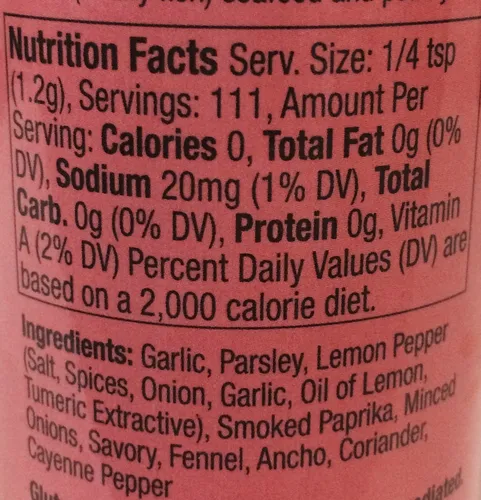 seafood and
Nutrition Facts Serv. Size: 1/4 tsp
(1.2g), Servings: 111, Amount Per
Serving: Calories 0, Total Fat 0g (0%
DV), Sodium 20mg (1% DV), Total
Carb. 0g (0% DV), Protein 0g, Vitamin
A (2% DV) Percent Daily Values (DV) are
based on a 2,000 calorie diet.
Ingredients: Garlic, Parsley, Lemon Pepper
(Salt, Spices, Onion, Garlic, Oil of Lemon,
Tumeric Extractive), Smoked Paprika, Minced
Onions, Savory, Fennel, Ancho, Coriander,
Cayenne Pepper